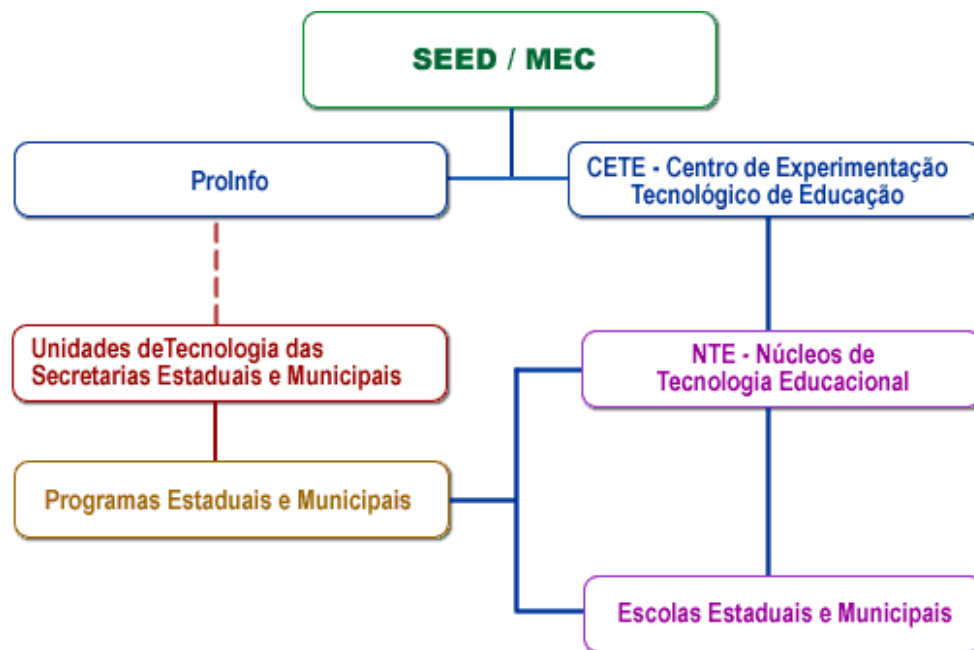 SEED / MEC
ProInfo
CETE - Centro de Experimentação
Tecnológico de Educação
Unidades deTecnologia das
Secretarias Estaduais e Municipais
NTE - Núcleos de
Tecnologia Educacional
Programas Estaduais e Municipais
Escolas Estaduais e Municipais